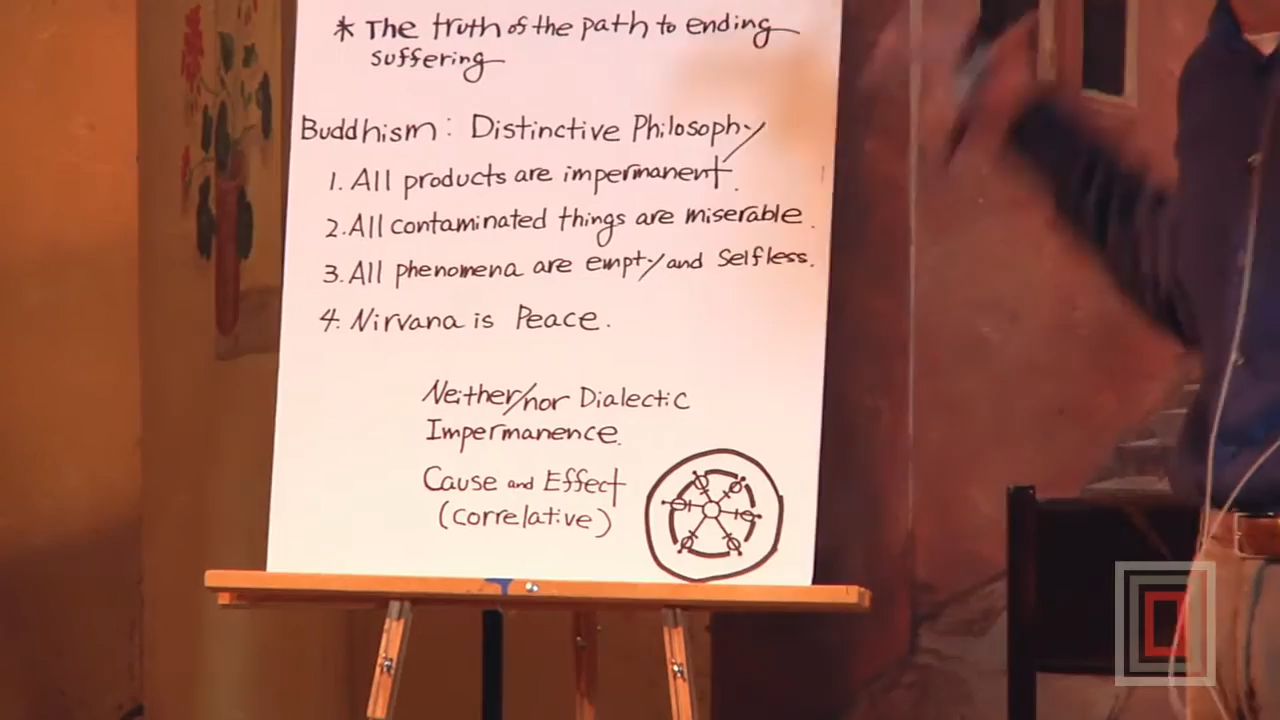 * The truth of the path to ending
suffering
Buddhism: Distinctive Philosophy
1. All products are impermanent.
2. All contaminated things are miserable.
3. All phenomena are empty and Selfless.
4. Nirvana is Peace.
Neither/nor Dialectic
Impermanence.
Cause and Effect
(correlative)